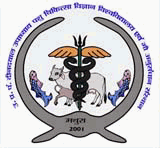 उ.प्र. पं. दीनदयाल उपाध्याय पशु चिकित्सा विज्ञान विश्वविद्यालय एवं गौ अनुसंधान संस्थान
मथुरा
2001